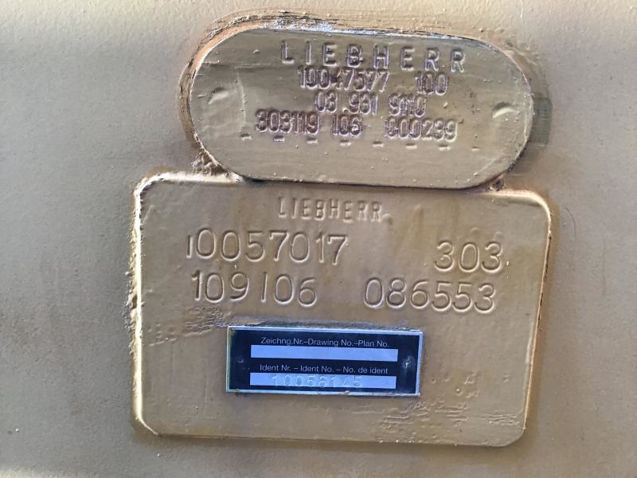 LIEBHERR
10047577 100
03 931 9110
303119 106 000239
LIEBHERR
10057017 303
109106 086553
Zeichng.Nr.–Drawing No.–Plan No.
Ident Nr. – Ident No. – No. de ident
10056145